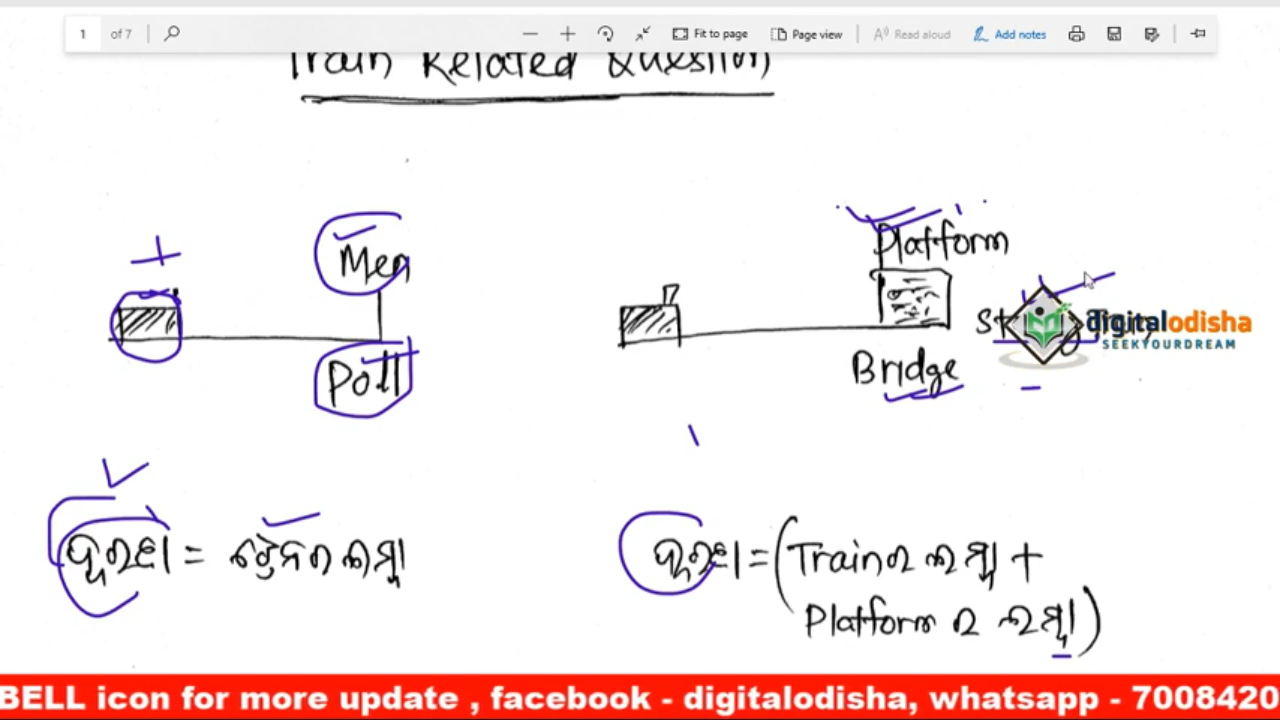 1 of 7 Fit to page Page view Read aloud Add notes
Train Related Question
Men
Platform
digitalodisha
SEEKYOURDREAM
Poll
Bridge
ଦୂରତା = ଟ୍ରେନର ଲମ୍ବା
ଦୂରତା = (Trainର ଲମ୍ବା +
Platform ର ଲମ୍ବା)
BELL icon for more update , facebook - digitalodisha, whatsapp - 7008420